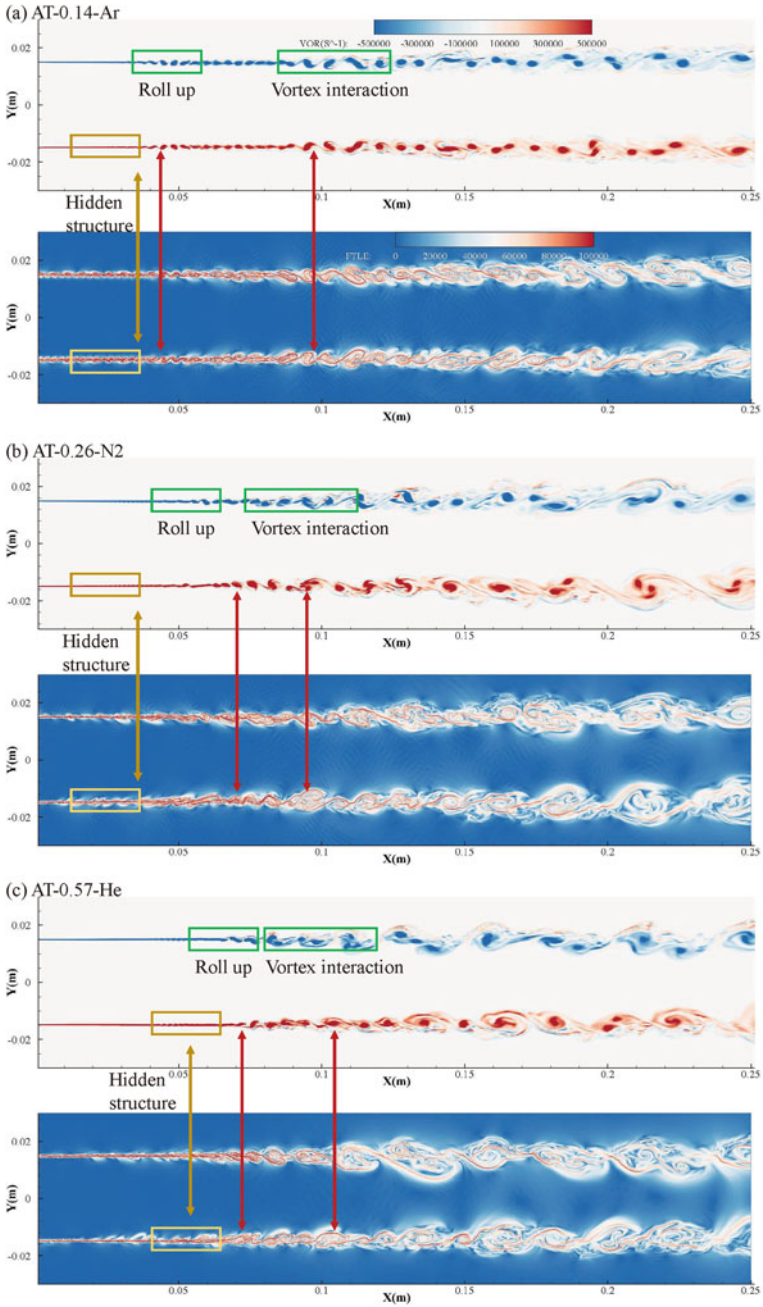 (a) AT-0.14-Ar
VOR(S^-1): -500000 -300000 -100000 100000 300000 500000
0.02
Roll up
Vortex interaction
0
Y(m)
-0.02
0.05 0.1 0.15 0.2 0.25
X(m)
Hidden
structure
FTLE: 0 20000 40000 60000 80000 100000
0.02
0
Y(m)
-0.02
0.05 0.1 0.15 0.2 0.25
X(m)
(b) AT-0.26-N2
0.02
Roll up
Vortex interaction
0
Y(m)
-0.02
0.05 0.1 0.15 0.2 0.25
X(m)
Hidden
structure
0.02
0
Y(m)
-0.02
0.05 0.1 0.15 0.2 0.25
X(m)
(c) AT-0.57-He
0.02
Roll up
Vortex interaction
0
Y(m)
-0.02
0.05 0.1 0.15 0.2 0.25
X(m)
Hidden
structure
0.02
0
Y(m)
-0.02
0.05 0.1 0.15 0.2 0.25
X(m)